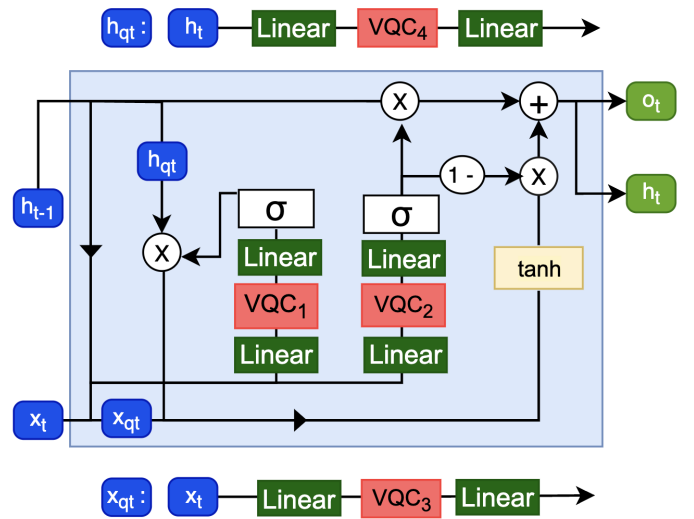 hqt: ht Linear VQC4 Linear
X + ot
hqt 1 - X
ht-1 σ σ ht
X Linear Linear tanh
VQC1 VQC2
Linear Linear
xt xqt
xqt: xt Linear VQC3 Linear